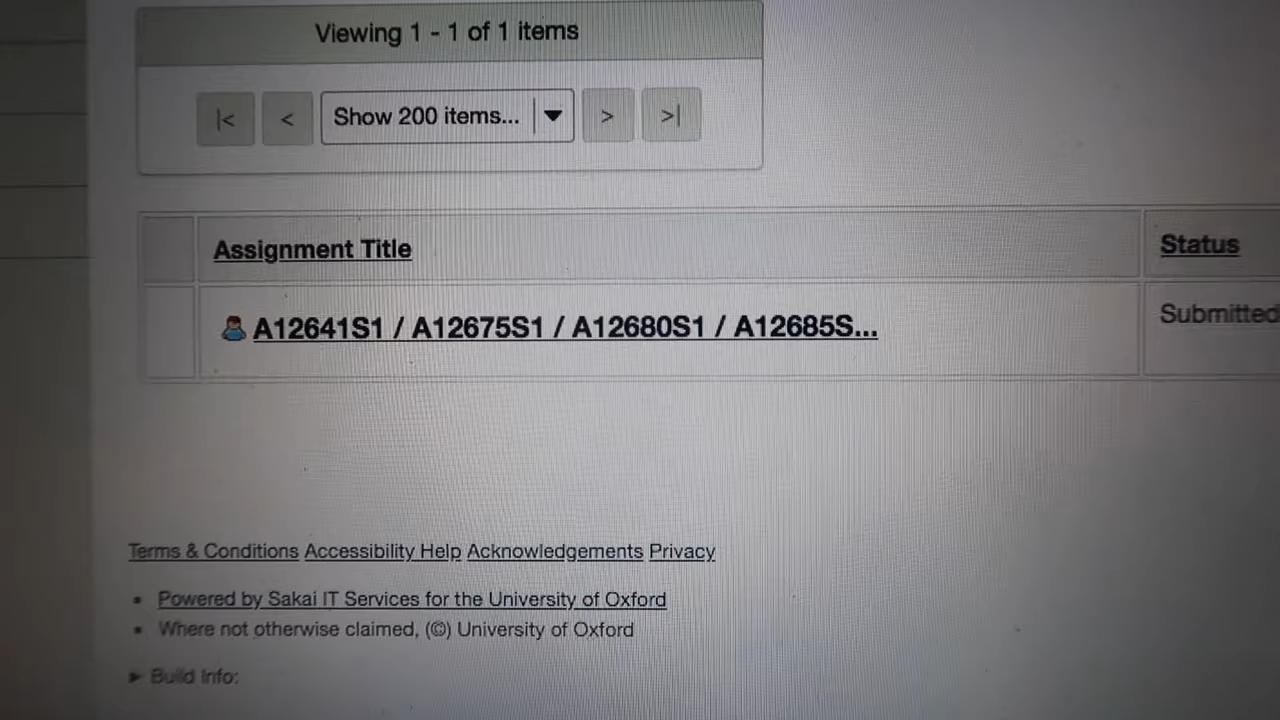 Viewing 1 - 1 of 1 items
|< < Show 200 items... > >|
Assignment Title Status
A12641S1 / A12675S1 / A12680S1 / A12685S... Submitted
Terms & Conditions Accessibility Help Acknowledgements Privacy
Powered by Sakai IT Services for the University of Oxford
Where not otherwise claimed, (©) University of Oxford
Build Info: